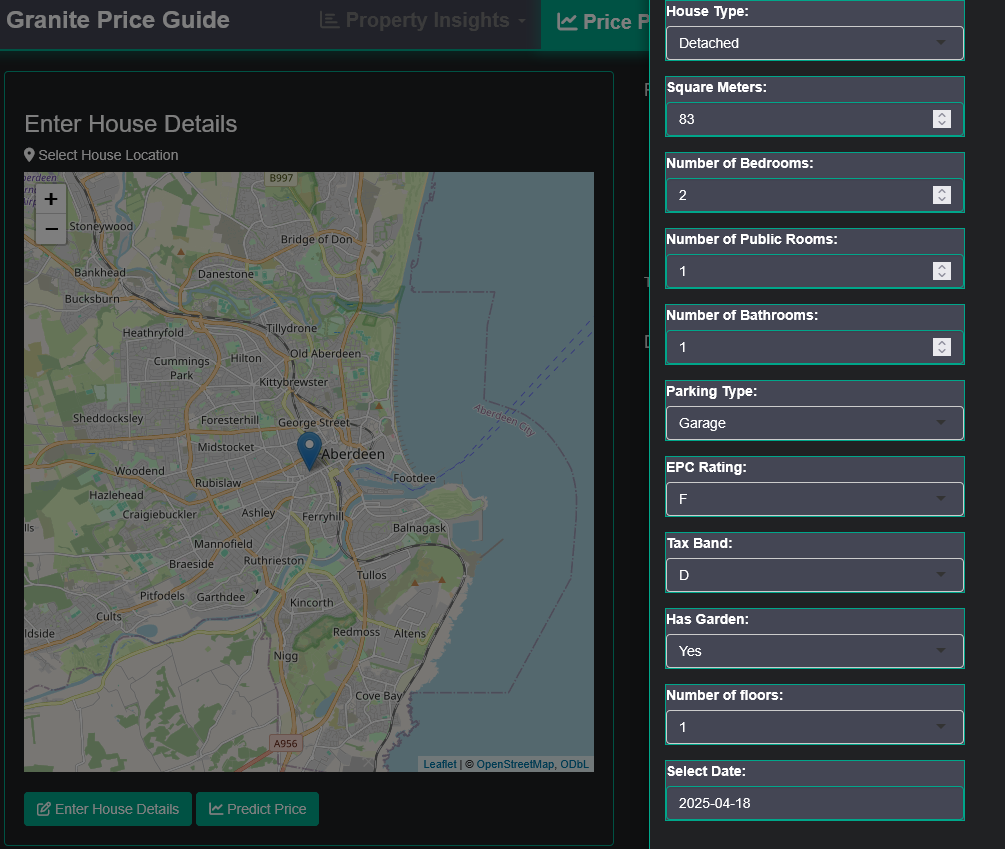 Granite Price Guide
Property Insights
Price P
Enter House Details
Select House Location
+
−
B997
Stoneywood
Bridge of Don
Bankhead
Danestone
Bucksburn
Heathryfold
Tillydrone
Cummings
Park
Hilton
Old Aberdeen
Kittybrewster
Sheddocksley
Foresterhill
George Street
Aberdeen City
Midstocket
Aberdeen
Woodend
Rubislaw
Footdee
Hazlehead
Craigiebuckler
Ashley
Ferryhill
Balnagask
Mannofield
Braeside
Ruthrieston
Tullos
Pitfodels
Garthdee
Kincorth
Cults
Redmoss
Altens
Nigg
Cove Bay
A956
Leaflet | © OpenStreetMap, ODbL
Enter House Details
Predict Price
House Type:
Detached
Square Meters:
83
Number of Bedrooms:
2
Number of Public Rooms:
1
Number of Bathrooms:
1
Parking Type:
Garage
EPC Rating:
F
Tax Band:
D
Has Garden:
Yes
Number of floors:
1
Select Date:
2025-04-18